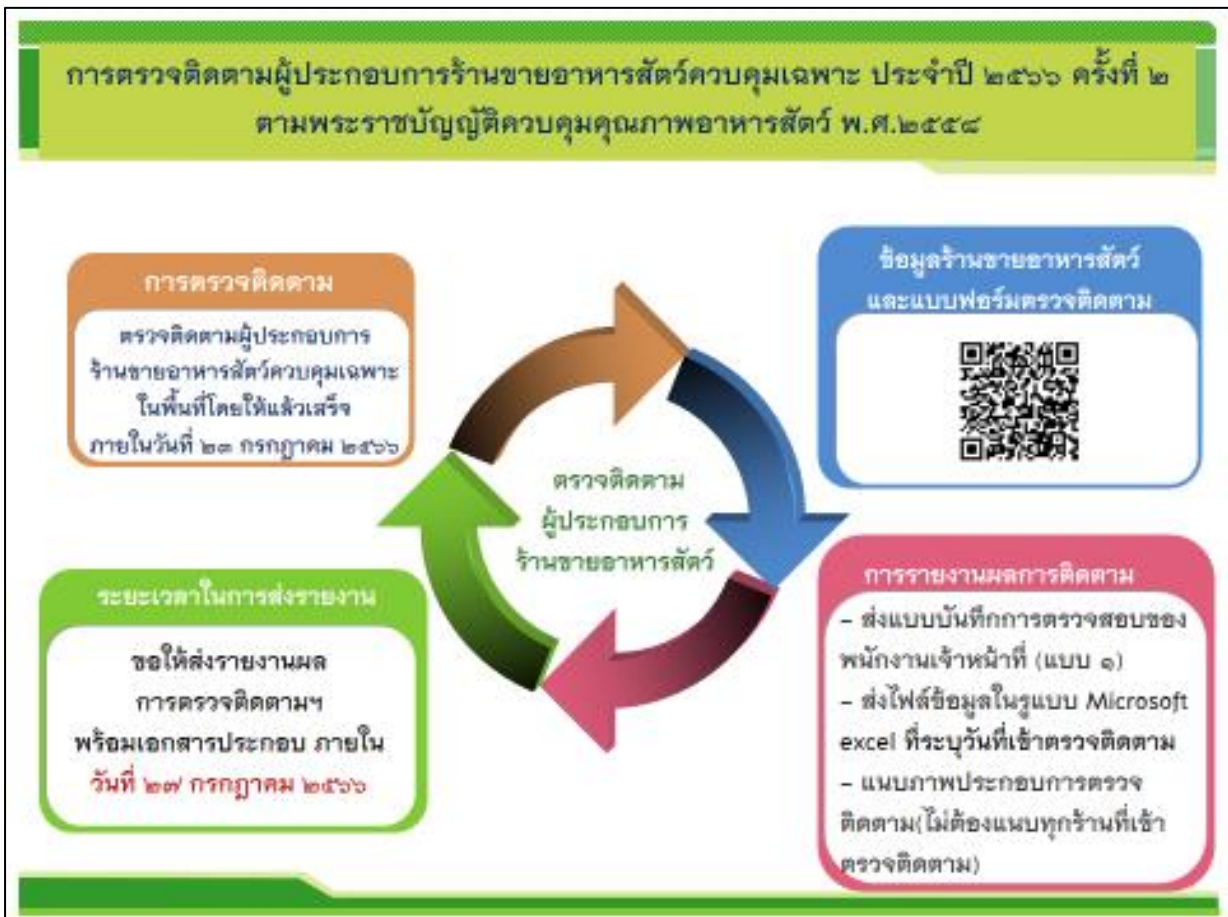 การตรวจติดตามผู้ประกอบการร้านขายอาหารสัตว์ควบคุมเฉพาะ ประจำปี ๒๕๖๖ ครั้งที่ ๒
ตามพระราชบัญญัติควบคุมคุณภาพอาหารสัตว์ พ.ศ.๒๕๕๘
การตรวจติดตาม
ตรวจติดตามผู้ประกอบการ
ร้านขายอาหารสัตว์ควบคุมเฉพาะ
ในพื้นที่โดยให้แล้วเสร็จ
ภายในวันที่ ๒๓ กรกฎาคม ๒๕๖๖
ข้อมูลร้านขายอาหารสัตว์
และแบบฟอร์มตรวจติดตาม
ตรวจติดตาม
ผู้ประกอบการ
ร้านขายอาหารสัตว์
การรายงานผลการติดตาม
– ส่งแบบบันทึกการตรวจสอบของ
พนักงานเจ้าหน้าที่ (แบบ ๑)
– ส่งไฟล์ข้อมูลในรูแบบ Microsoft
excel ที่ระบุวันที่เข้าตรวจติดตาม
– แนบภาพประกอบการตรวจ
ติดตาม(ไม่ต้องแนบทุกร้านที่เข้า
ตรวจติดตาม)
ระยะเวลาในการส่งรายงาน
ขอให้ส่งรายงานผล
การตรวจติดตามฯ
พร้อมเอกสารประกอบ ภายใน
วันที่ ๒๗ กรกฎาคม ๒๕๖๖